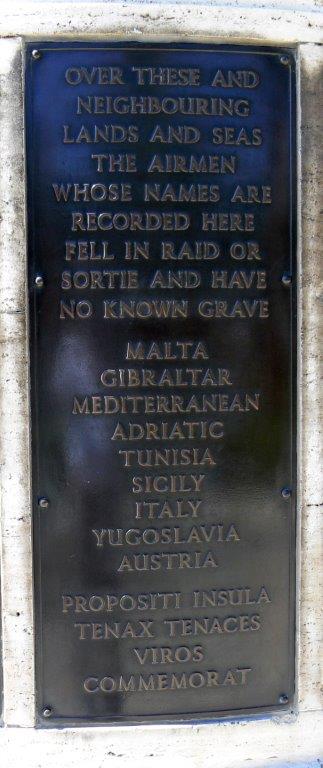 OVER THESE AND
NEIGHBOURING
LANDS AND SEAS
THE AIRMEN
WHOSE NAMES ARE
RECORDED HERE
FELL IN RAID OR
SORTIE AND HAVE
NO KNOWN GRAVE
MALTA
GIBRALTAR
MEDITERRANEAN
ADRIATIC
TUNISIA
SICILY
ITALY
YUGOSLAVIA
AUSTRIA
PROPOSITI INSULA
TENAX TENACES
VIROS
COMMEMORAT